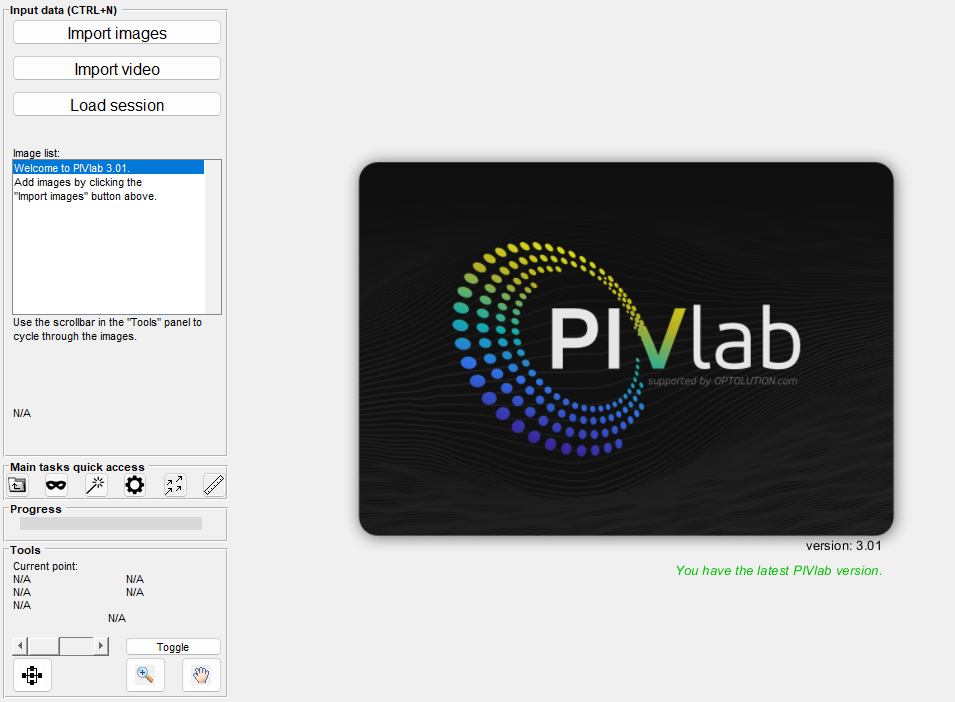 Input data (CTRL+N)
Import images
Import video
Load session
Image list:
Welcome to PIVlab 3.01.
Add images by clicking the
"Import images" button above.
Use the scrollbar in the "Tools" panel to
cycle through the images.
N/A
Main tasks quick access
Progress
Tools
Current point:
N/A N/A
N/A N/A
N/A
N/A
Toggle
PIVlab
supported by OPTOLUTION.com
version: 3.01
You have the latest PIVlab version.